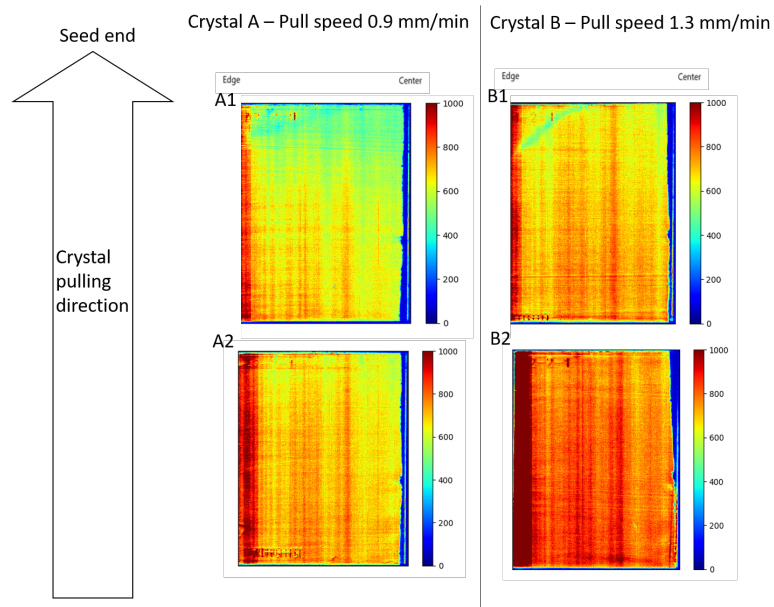 Seed end
Crystal pulling direction
Crystal A – Pull speed 0.9 mm/min
Edge Center
A1
1000
800
600
400
200
0
A2
1000
800
600
400
200
0
Crystal B – Pull speed 1.3 mm/min
Edge Center
B1
1000
800
600
400
200
0
B2
1000
800
600
400
200
0